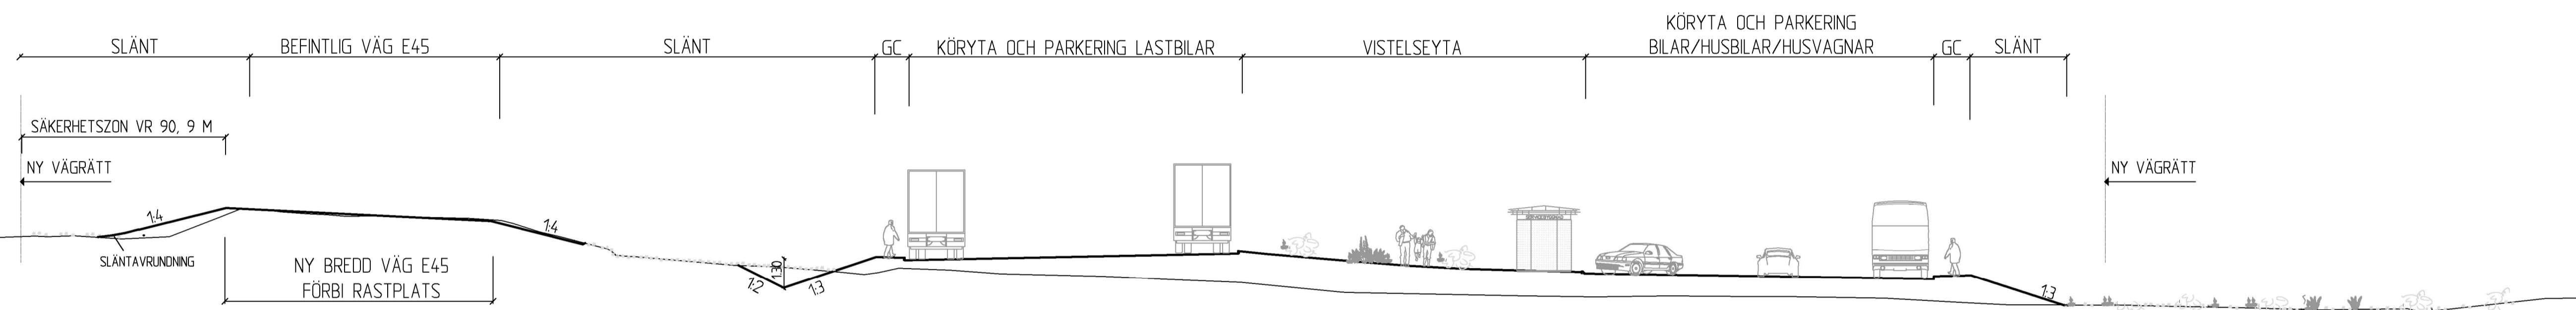 SLÄNT
BEFINTLIG VÄG E45
SLÄNT
GC
KÖRYTA OCH PARKERING LASTBILAR
VISTELSEYTA
KÖRYTA OCH PARKERING
BILAR/HUSBILAR/HUSVAGNAR
GC
SLÄNT
SÄKERHETSZON VR 90, 9 M
NY VÄGRÄTT
NY VÄGRÄTT
1:4
SLÄNTAVRUNDNING
NY BREDD VÄG E45
FÖRBI RASTPLATS
1:4
1:2
1.30
1:3
SERVICEBYGGNAD
1:3